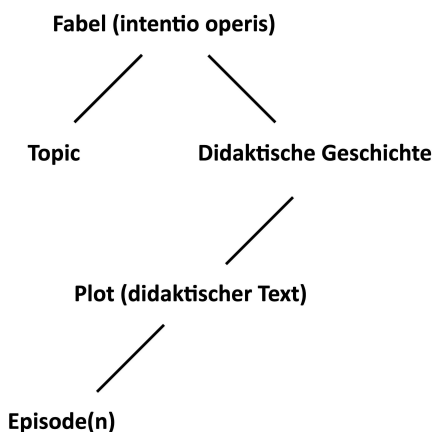 Fabel (intentio operis)
Topic
Didaktische Geschichte
Plot (didaktischer Text)
Episode(n)